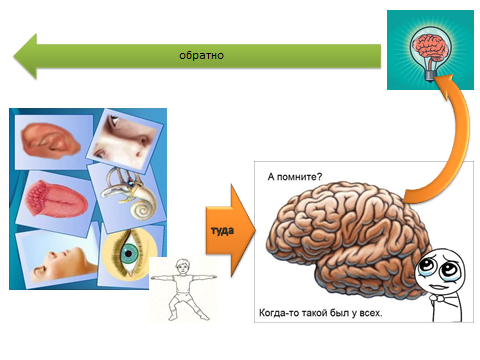 обратно
А помните?
туда
Когда-то такой был у всех.